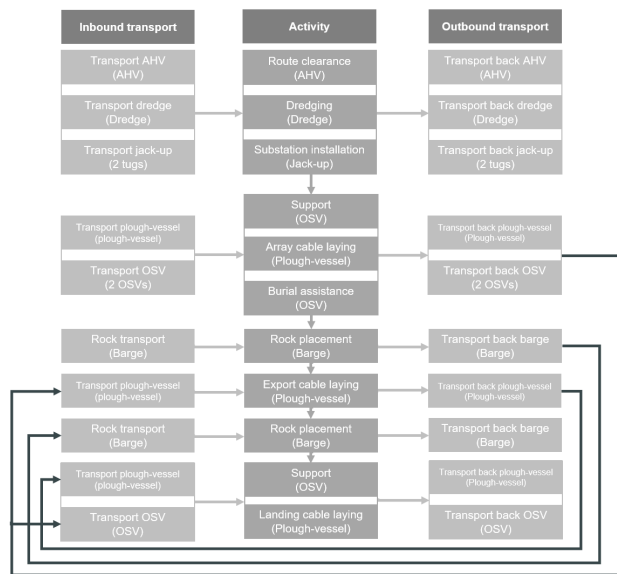 Inbound transport
Activity
Outbound transport
Transport AHV
(AHV)
Route clearance
(AHV)
Transport back AHV
(AHV)
Transport dredge
(Dredge)
Dredging
(Dredge)
Transport back dredge
(Dredge)
Transport jack-up
(2 tugs)
Substation installation
(Jack-up)
Transport back jack-up
(2 tugs)
Support
(OSV)
Transport plough-vessel
(plough-vessel)
Array cable laying
(Plough-vessel)
Transport back plough-vessel
(Plough-vessel)
Transport OSV
(2 OSVs)
Burial assistance
(OSV)
Transport back OSV
(2 OSVs)
Rock transport
(Barge)
Rock placement
(Barge)
Transport back barge
(Barge)
Transport plough-vessel
(plough-vessel)
Export cable laying
(Plough-vessel)
Transport back plough-vessel
(Plough-vessel)
Rock transport
(Barge)
Rock placement
(Barge)
Transport back barge
(Barge)
Transport plough-vessel
(plough-vessel)
Support
(OSV)
Transport back plough-vessel
(Plough-vessel)
Transport OSV
(OSV)
Landing cable laying
(Plough-vessel)
Transport back OSV
(OSV)